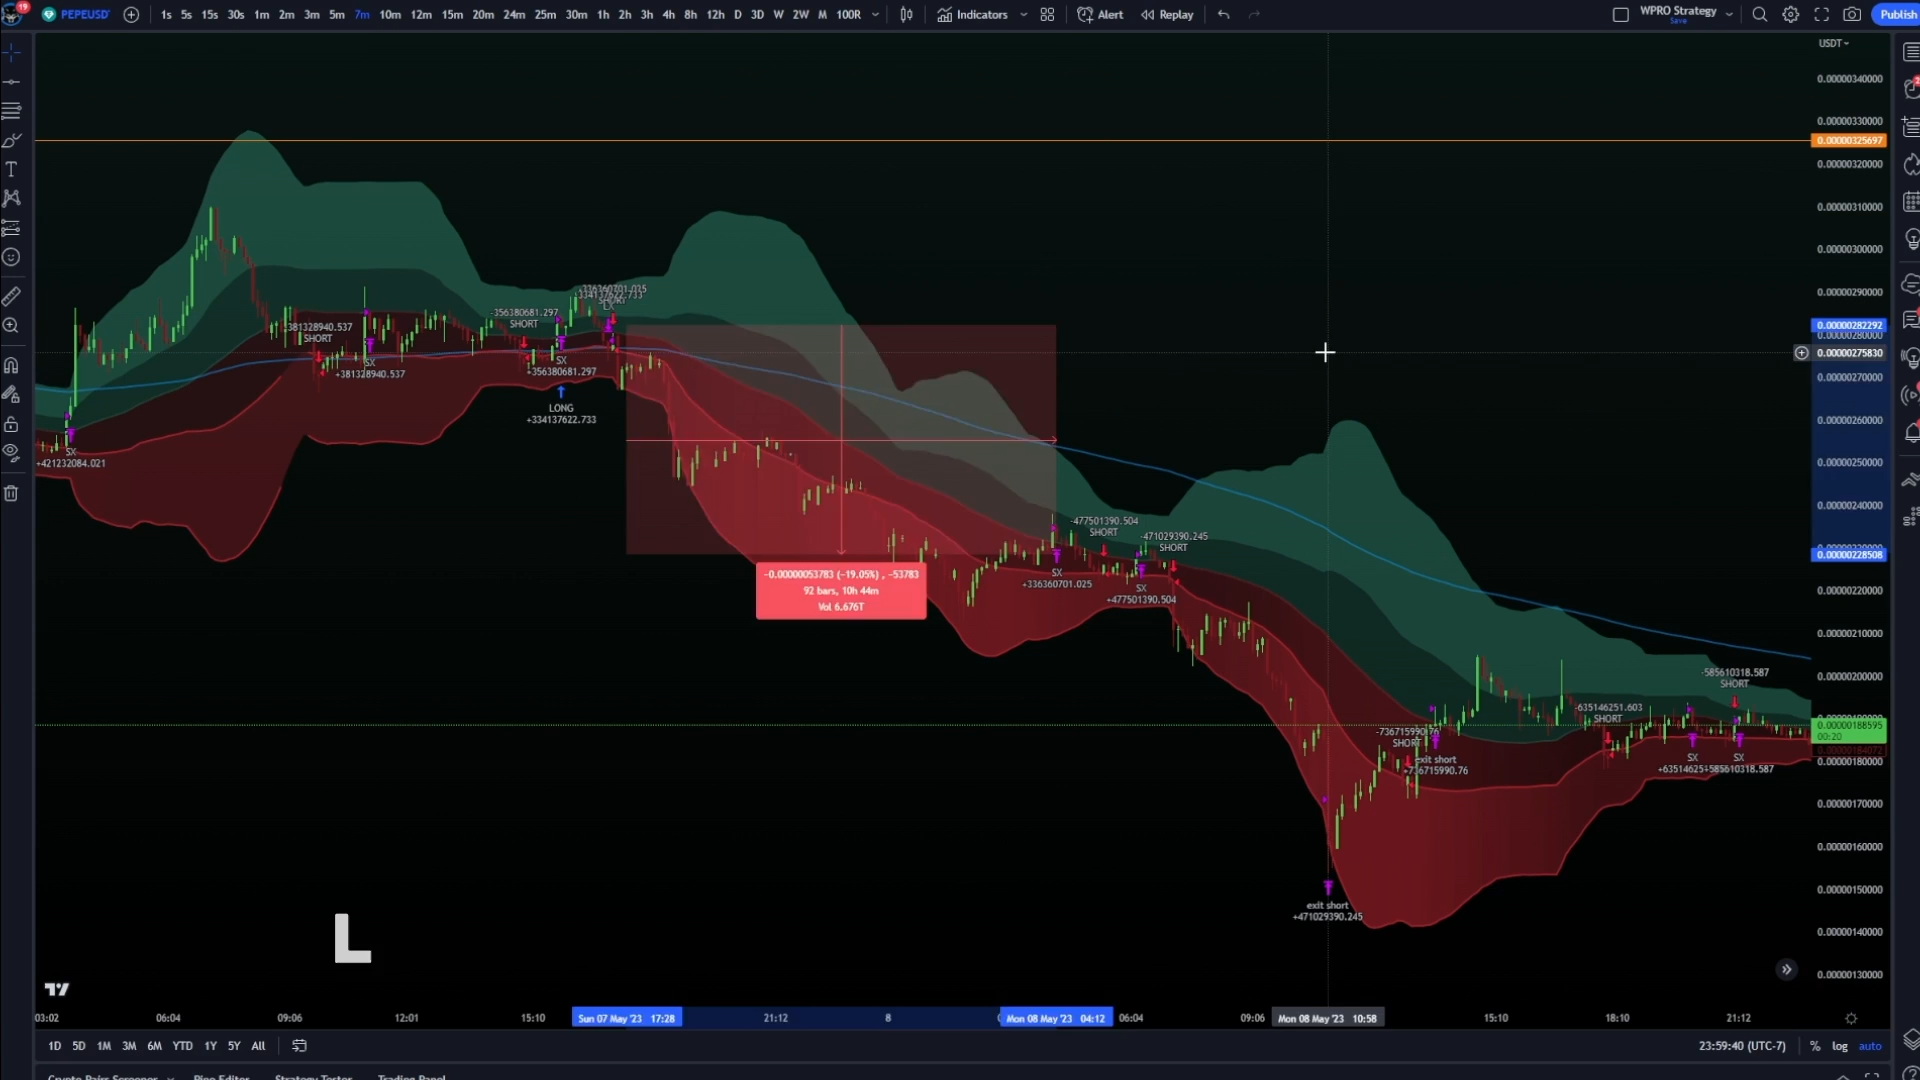 19
PEPEUSD 1s 5s 15s 30s 1m 2m 3m 5m 7m 10m 12m 15m 20m 24m 25m 30m 1h 2h 3h 4h 8h 12h D 3D W 2W M 100R Indicators Alert Replay WPRO Strategy Publish
Save
USDT
0.00000340000
0.00000330000
0.00000325697
0.00000320000
0.00000310000
0.00000300000
0.00000290000
0.00000282292
0.00000280000
0.00000275830
0.00000270000
0.00000260000
0.00000250000
0.00000240000
0.00000228508
0.00000220000
0.00000210000
0.00000200000
0.00000188595
00:20
0.00000184072
0.00000180000
0.00000170000
0.00000160000
0.00000150000
0.00000140000
0.00000130000
SX
+421232084.021
-381328940.537
SHORT
SX
+381328940.537
-356380681.297
SHORT
SX
+356380681.297
LONG
+334137622.733
-336360701.025
-334137622.733
SHORT
LX
-0.00000053783 (-19.05%) , -53783
92 bars, 10h 44m
Vol 6.676T
SX
+336360701.025
-477501390.504
SHORT
SX
+477501390.504
-471029390.245
SHORT
exit short
+471029390.245
-736715990.76
SHORT
exit short
+736715990.76
-635146251.603
SHORT
SX
-585610318.587
SHORT
SX
+585610318.587
L
03:02 06:04 09:06 12:01 15:10 Sun 07 May '23 17:28 21:12 8 Mon 08 May '23 04:12 06:04 09:06 Mon 08 May '23 10:58 15:10 18:10 21:12
1D 5D 1M 3M 6M YTD 1Y 5Y All 23:59:40 (UTC-7) % log auto
Crypto Pairs Screener Pine Editor Strategy Tester Trading Panel